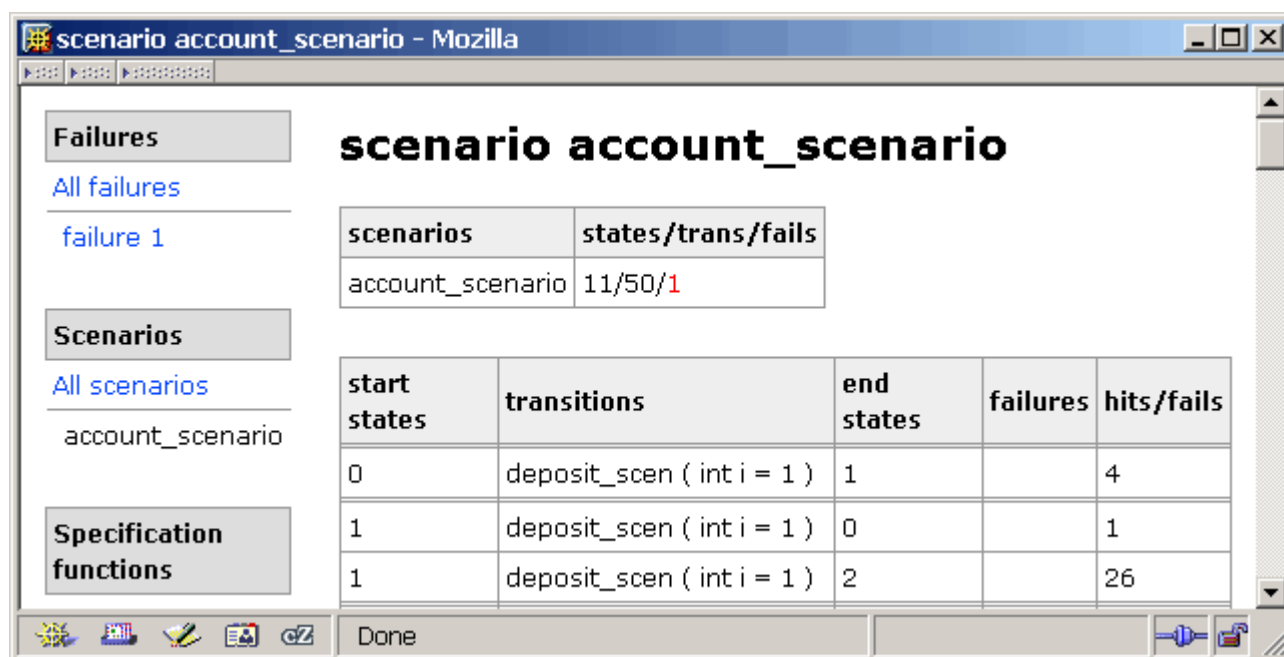 scenario account_scenario - Mozilla
Failures
All failures
failure 1
Scenarios
All scenarios
account_scenario
Specification
functions
scenario account_scenario
scenarios states/trans/fails
account_scenario 11/50/1
start states transitions end states failures hits/fails
0 deposit_scen ( int i = 1 ) 1 4
1 deposit_scen ( int i = 1 ) 0 1
1 deposit_scen ( int i = 1 ) 2 26
Done